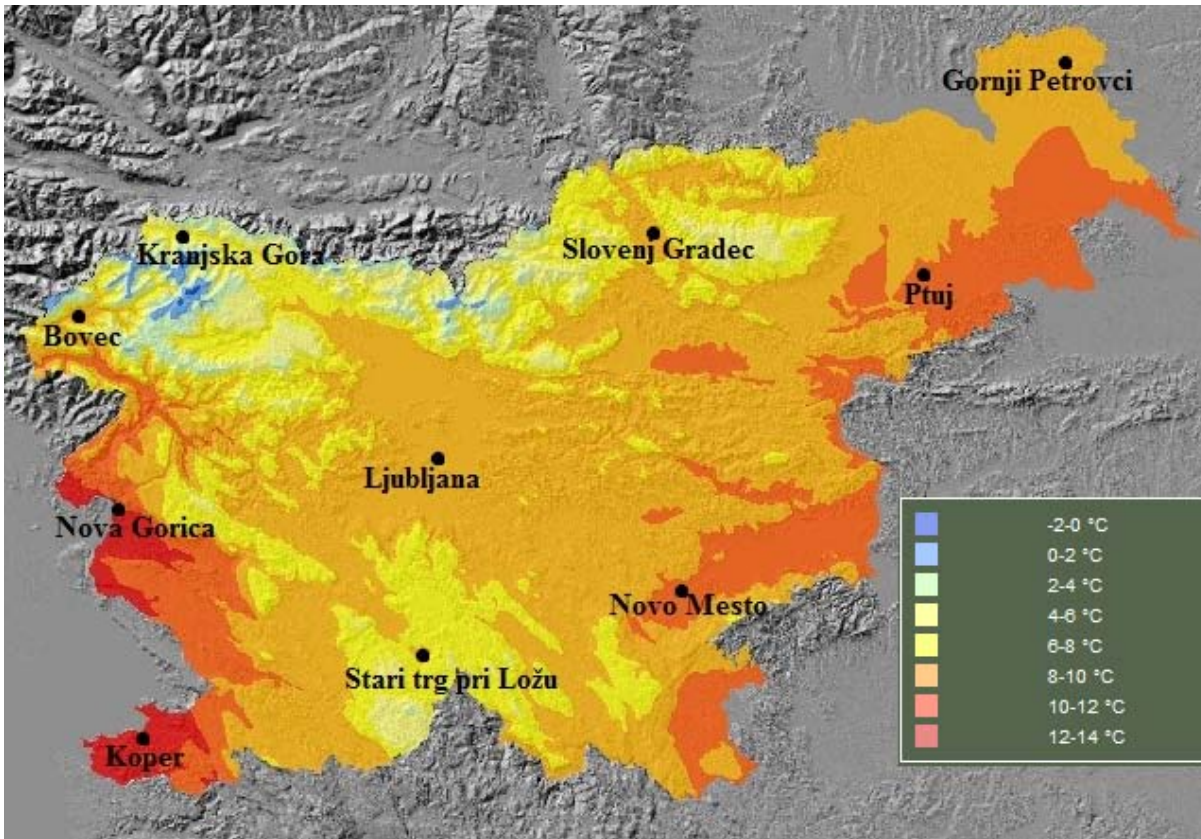 Gornji Petrovci
Kranjska Gora
Slovenj Gradec
Ptuj
Bovec
Ljubljana
Nova Gorica
Novo Mesto
Stari trg pri Ložu
Koper
-2-0 °C
0-2 °C
2-4 °C
4-6 °C
6-8 °C
8-10 °C
10-12 °C
12-14 °C